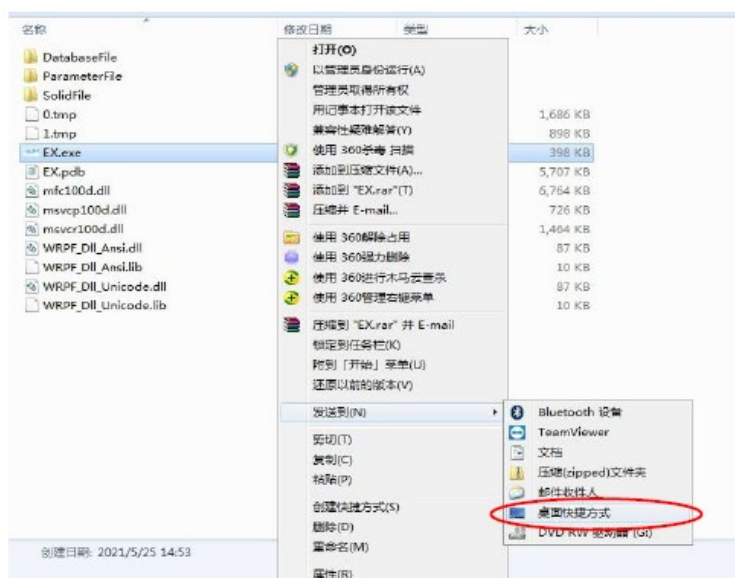 名称 修改日期 类型 大小
DatabaseFile
ParameterFile
SolidFile
0.tmp 1,686 KB
1.tmp 898 KB
EX.exe 398 KB
EX.pdb 5,707 KB
mfc100d.dll 6,764 KB
msvcp100d.dll 726 KB
msvcr100d.dll 1,464 KB
WRPF_Dll_Ansi.dll 87 KB
WRPF_Dll_Ansi.lib 10 KB
WRPF_Dll_Unicode.dll 87 KB
WRPF_Dll_Unicode.lib 10 KB
打开(O)
以管理员身份运行(A)
管理员取得所有权
用记事本打开该文件
兼容性疑难解答(Y)
使用 360杀毒 扫描
添加到压缩文件(A)...
添加到 "EX.rar"(T)
压缩并 E-mail...
使用 360解除占用
使用 360强力删除
使用 360进行木马云查杀
使用 360管理右键菜单
压缩到 "EX.rar" 并 E-mail
锁定到任务栏(K)
附到「开始」菜单(U)
还原以前的版本(V)
发送到(N)
剪切(T)
复制(C)
粘贴(P)
创建快捷方式(S)
删除(D)
重命名(M)
属性(R)
Bluetooth 设备
TeamViewer
文档
压缩(zipped)文件夹
邮件收件人
桌面快捷方式
DVD RW 驱动器 (G:)
创建日期: 2021/5/25 14:53